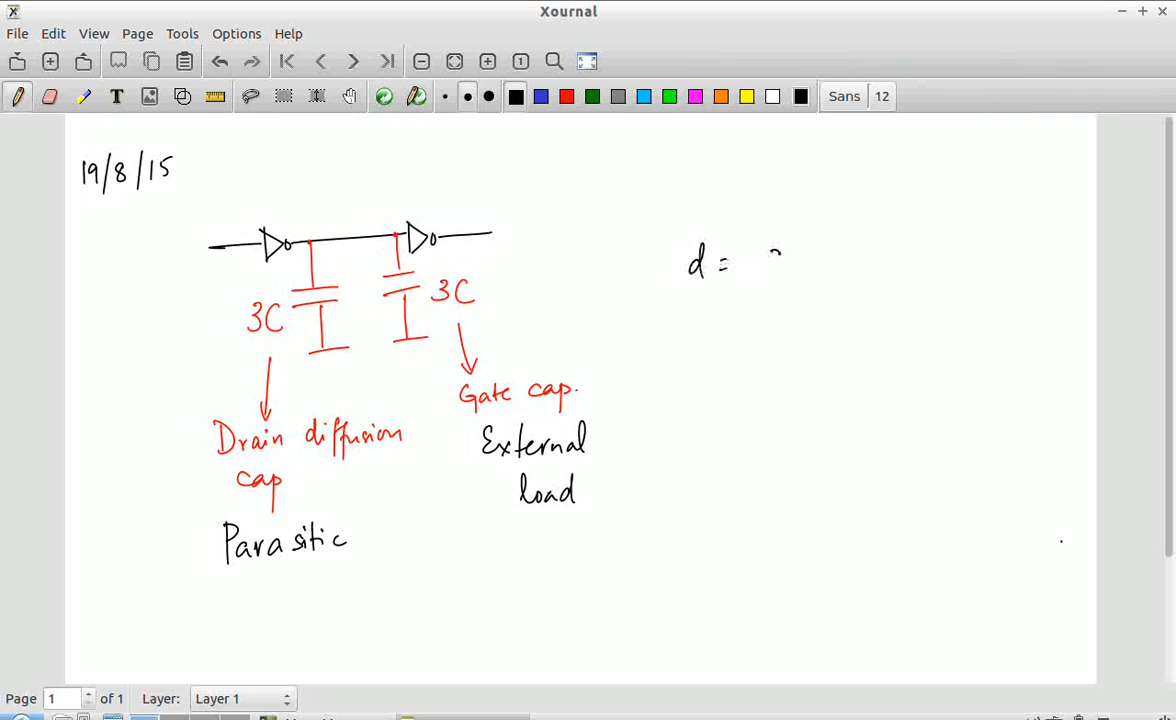 Xournal
File Edit View Page Tools Options Help
Sans 12
19/8/15
3C
3C
d =
Gate cap.
Drain diffusion
cap
External
load
Parasitic
Page 1 of 1 Layer: Layer 1